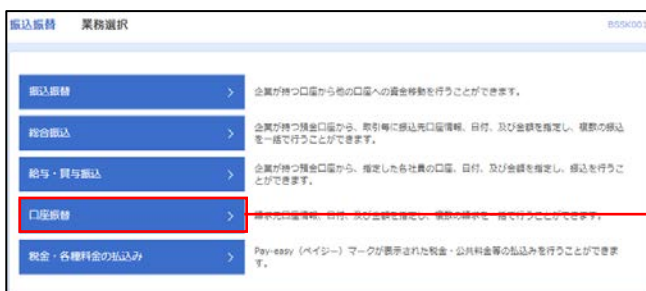 振込振替　業務選択
BSSK001
振込振替
企業が持つ口座から他の口座への資金移動を行うことができます。
総合振込
企業が持つ預金口座から、取引毎に振込先口座情報、日付、及び金額を指定し、複数の振込
を一括で行うことができます。
給与・賞与振込
企業が持つ預金口座から、指定した各社員の口座、日付、及び金額を指定し、振込を行うこ
とができます。
口座振替
請求先口座情報、日付、及び金額を指定し、複数の請求を一括で行うことができます。
税金・各種料金の払込み
Pay-easy（ペイジー）マークが表示された税金・公共料金等の払込みを行うことができま
す。